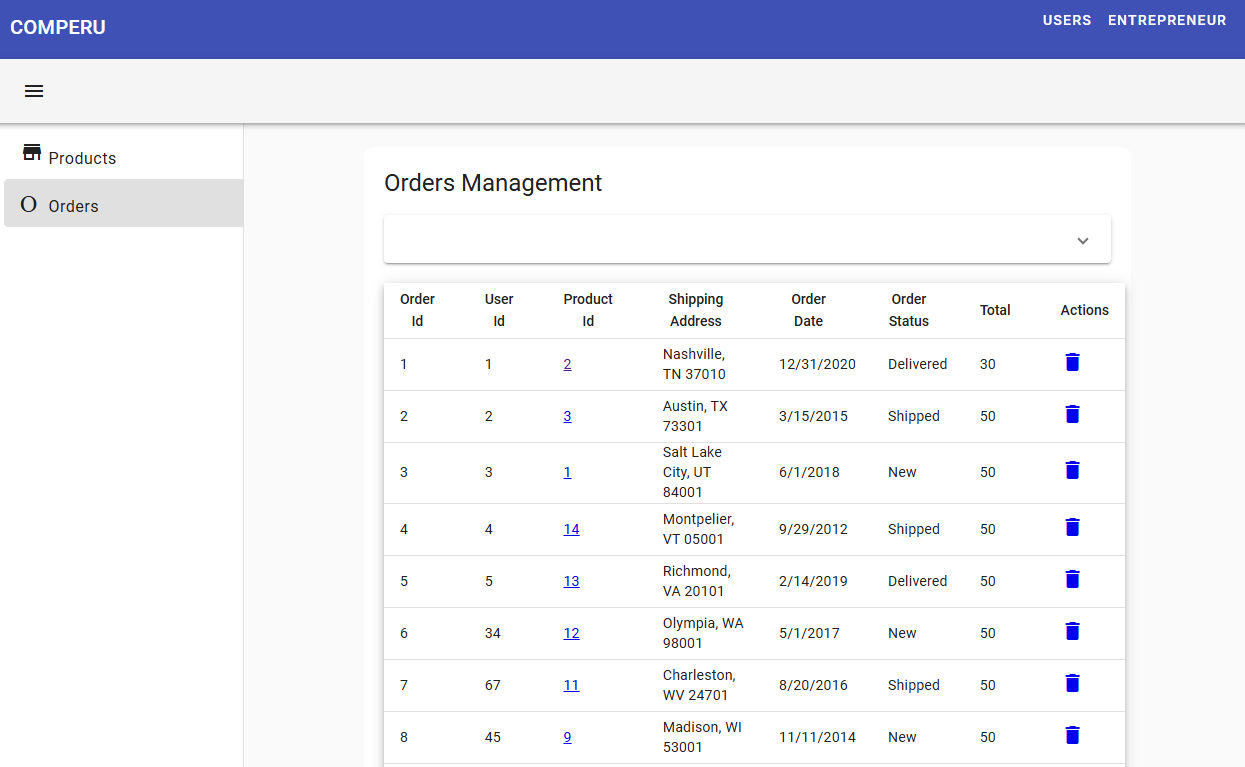 COMPERU
USERS ENTREPRENEUR
Products
O Orders
Orders Management
Order Id User Id Product Id Shipping Address Order Date Order Status Total Actions
1 1 2 Nashville, TN 37010 12/31/2020 Delivered 30
2 2 3 Austin, TX 73301 3/15/2015 Shipped 50
3 3 1 Salt Lake City, UT 84001 6/1/2018 New 50
4 4 14 Montpelier, VT 05001 9/29/2012 Shipped 50
5 5 13 Richmond, VA 20101 2/14/2019 Delivered 50
6 34 12 Olympia, WA 98001 5/1/2017 New 50
7 67 11 Charleston, WV 24701 8/20/2016 Shipped 50
8 45 9 Madison, WI 53001 11/11/2014 New 50